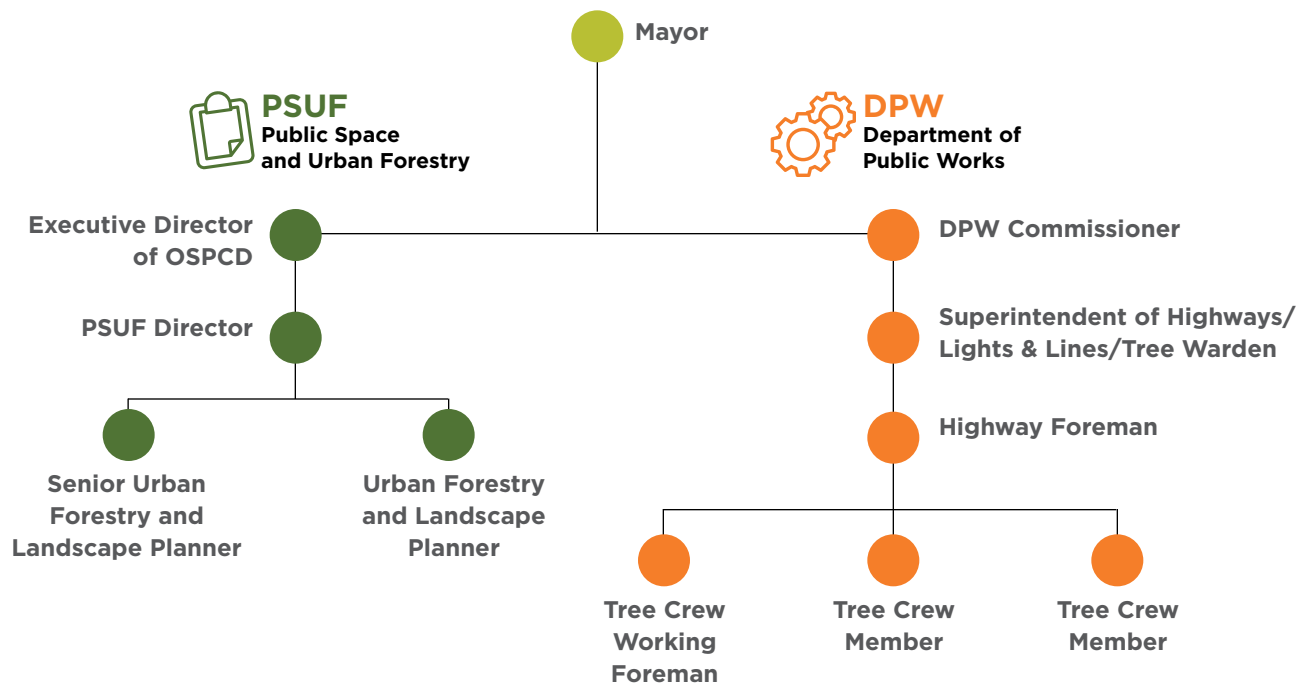 Mayor
PSUF
Public Space
and Urban Forestry
DPW
Department of
Public Works
Executive Director
of OSPCD
DPW Commissioner
PSUF Director
Superintendent of Highways/
Lights & Lines/Tree Warden
Highway Foreman
Senior Urban
Forestry and
Landscape Planner
Urban Forestry
and Landscape
Planner
Tree Crew
Working
Foreman
Tree Crew
Member
Tree Crew
Member